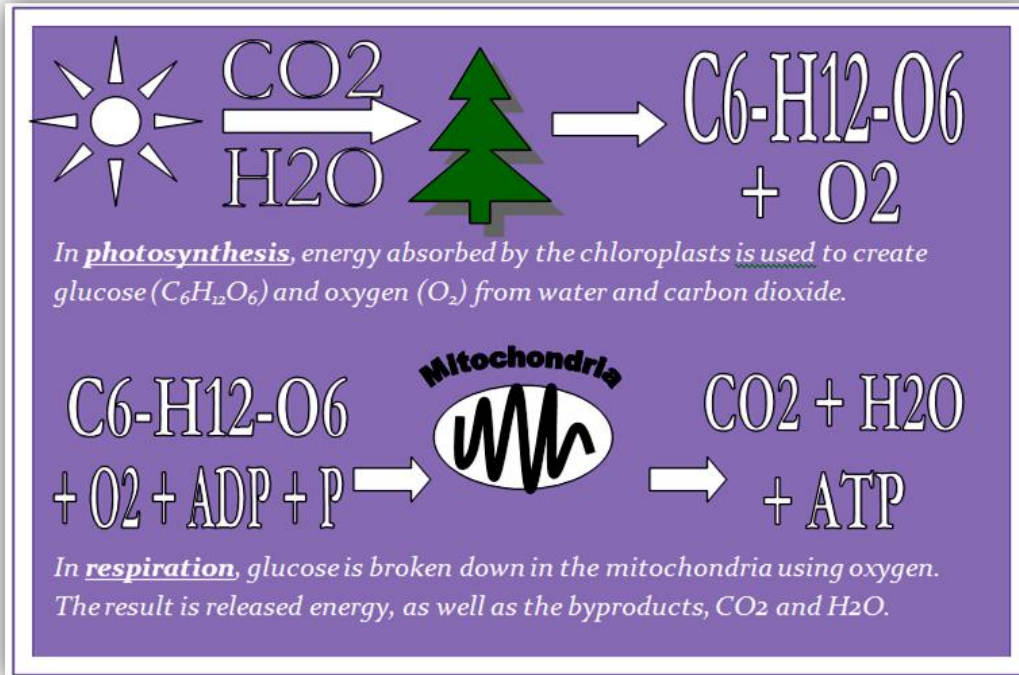 CO2
H2O
C6-H12-O6
+ O2
In photosynthesis, energy absorbed by the chloroplasts is used to create
glucose (C₆H₁₂O₆) and oxygen (O₂) from water and carbon dioxide.
Mitochondria
C6-H12-O6
+ O2 + ADP + P
CO2 + H2O
+ ATP
In respiration, glucose is broken down in the mitochondria using oxygen.
The result is released energy, as well as the byproducts, CO2 and H2O.